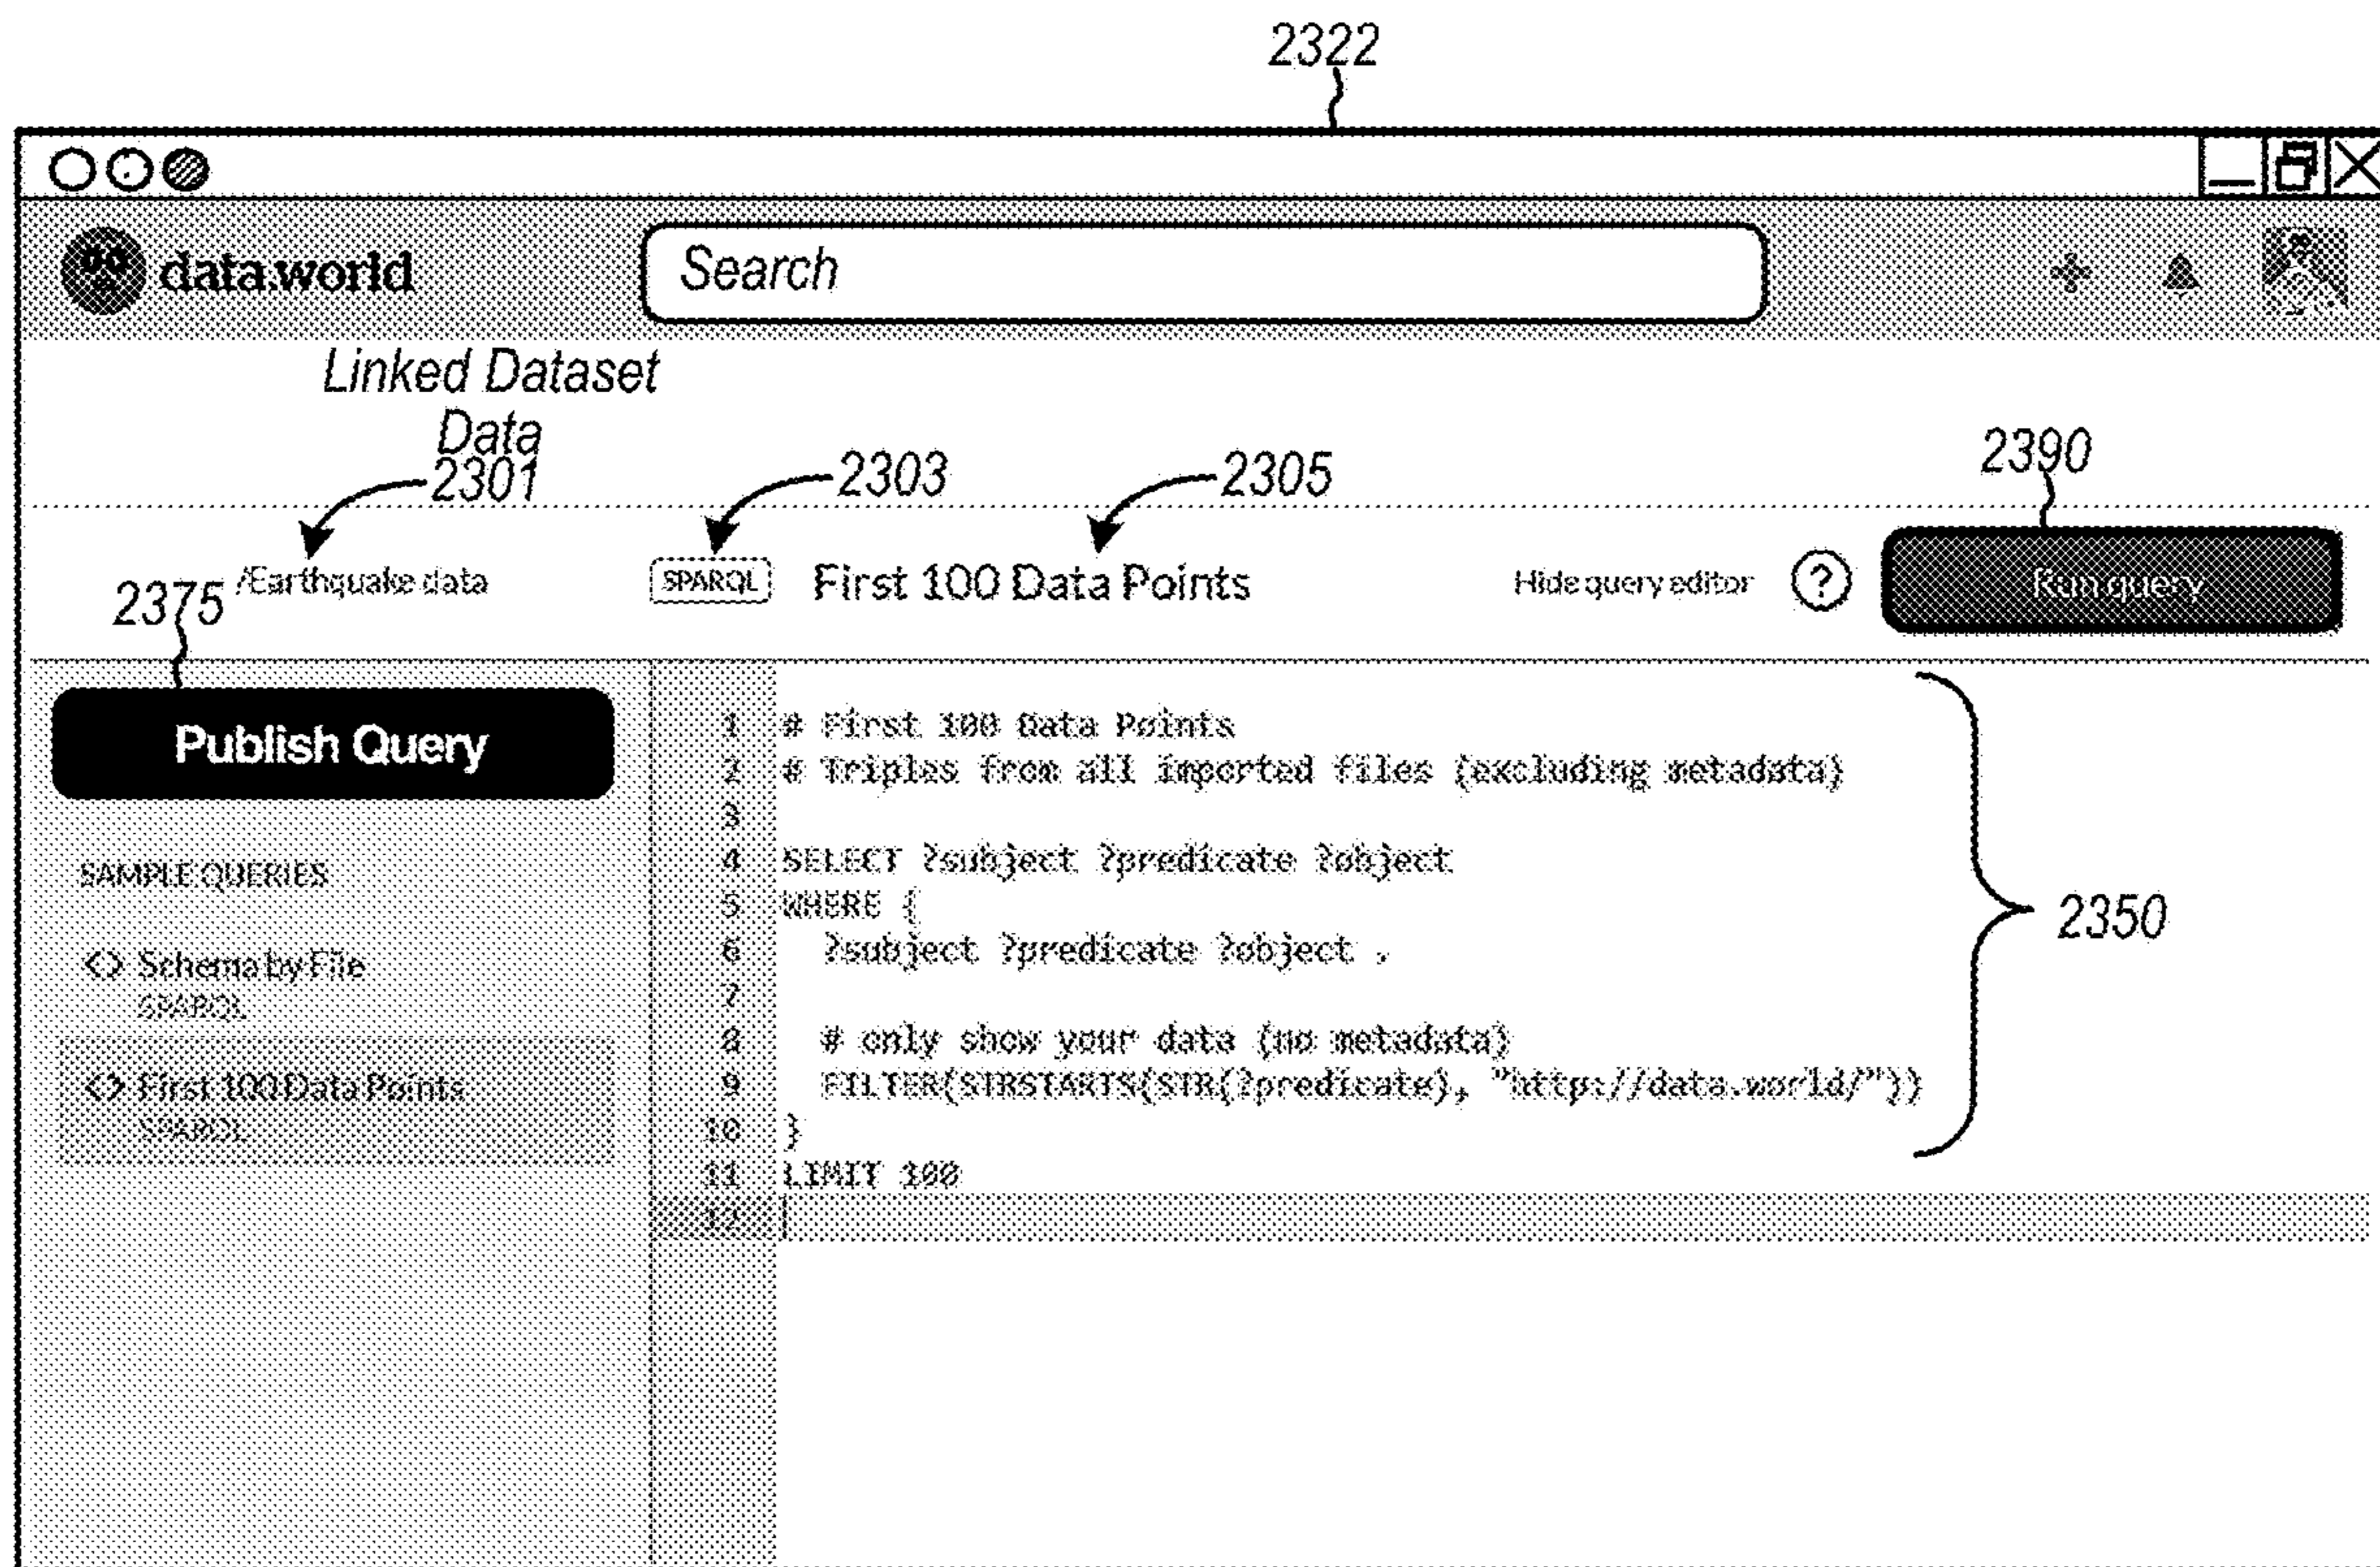 2322
data.world
Search
Linked Dataset
Data
2301
2303
2305
2390
2375
/Earthquake data
SPARQL
First 100 Data Points
Hide query editor
?
Run query
Publish Query
SAMPLE QUERIES
<> Schema by File
SPARQL
<> First 100 Data Points
SPARQL
1 # First 100 Data Points
2 # Triples from all imported files (excluding metadata)
3
4 SELECT ?subject ?predicate ?object
5 WHERE {
6 ?subject ?predicate ?object .
7
8 # only show your data (no metadata)
9 FILTER(STRSTARTS(STR(?predicate), "http://data.world/"))
10 }
11 LIMIT 100
12
2350